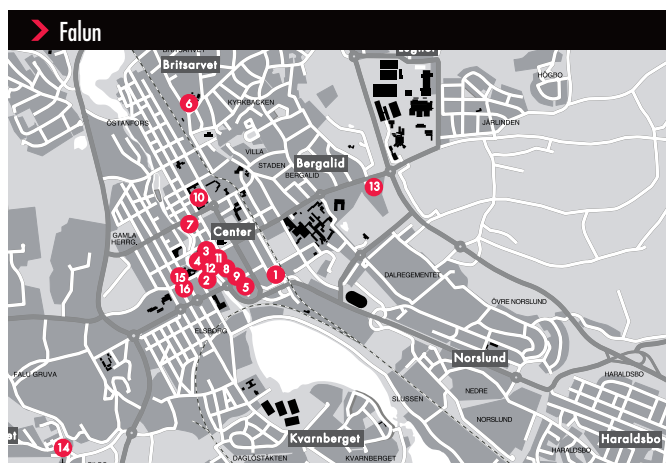 Falun
BRITSARVET
Lugnet
Britsarvet
HÖGBO
KYRKBACKEN
6
ÖSTANFORS
JÄRLINDEN
VILLA
STADEN
Bergalid
BERGALID
13
10
7
Center
GAMLA
HERRG.
3
11
4
12
8
15
9
1
2
5
16
DALREGEMENTET
ÖVRE NORSLUND
ELSBORG
Norslund
FALU GRUVA
HARALDSBO
NEDRE
SLUSSEN
NORSLUND
Kvarnberget
Haraldsbo
14
HARALDSBO
DAGLÖSTÄKTEN
KVARNBERGET